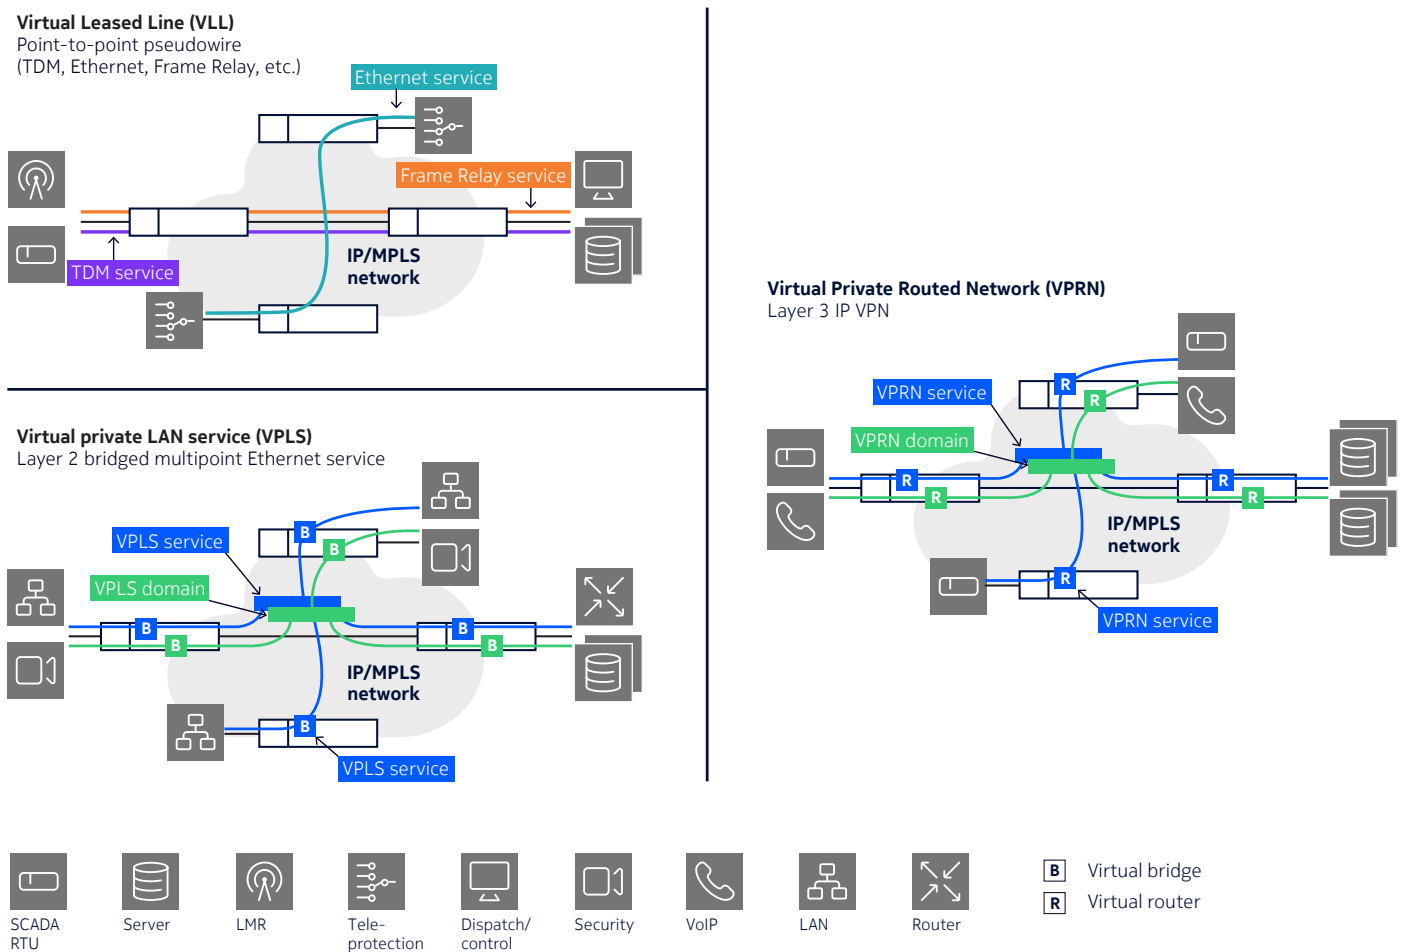 Virtual Leased Line (VLL)
Point-to-point pseudowire
(TDM, Ethernet, Frame Relay, etc.)
Ethernet service
Frame Relay service
TDM service
IP/MPLS
network
Virtual private LAN service (VPLS)
Layer 2 bridged multipoint Ethernet service
VPLS service
B
B
VPLS domain
B
B
B
B
IP/MPLS
network
B
VPLS service
Virtual Private Routed Network (VPRN)
Layer 3 IP VPN
VPRN service
R
R
VPRN domain
R
R
R
R
IP/MPLS
network
R
VPRN service
SCADA
RTU
Server
LMR
Tele-
protection
Dispatch/
control
Security
VoIP
LAN
Router
B Virtual bridge
R Virtual router